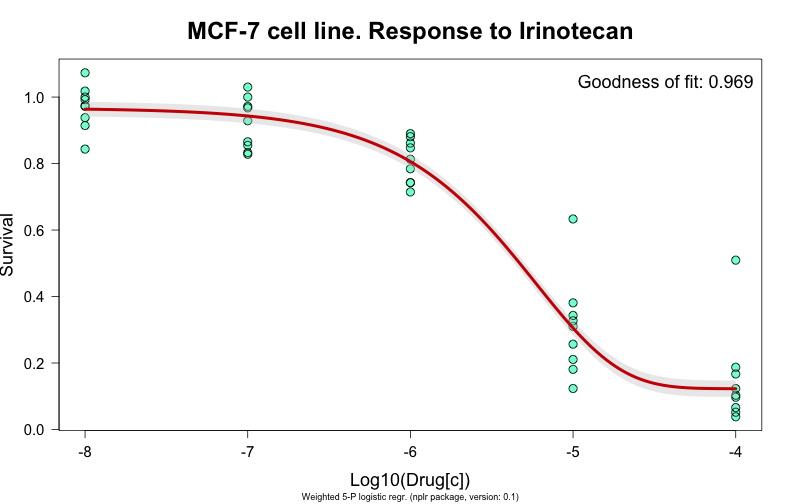 MCF-7 cell line. Response to Irinotecan
Goodness of fit: 0.969
Survival
1.0
0.8
0.6
0.4
0.2
0.0
-8 -7 -6 -5 -4
Log10(Drug[c])
Weighted 5-P logistic regr. (nplr package, version: 0.1)